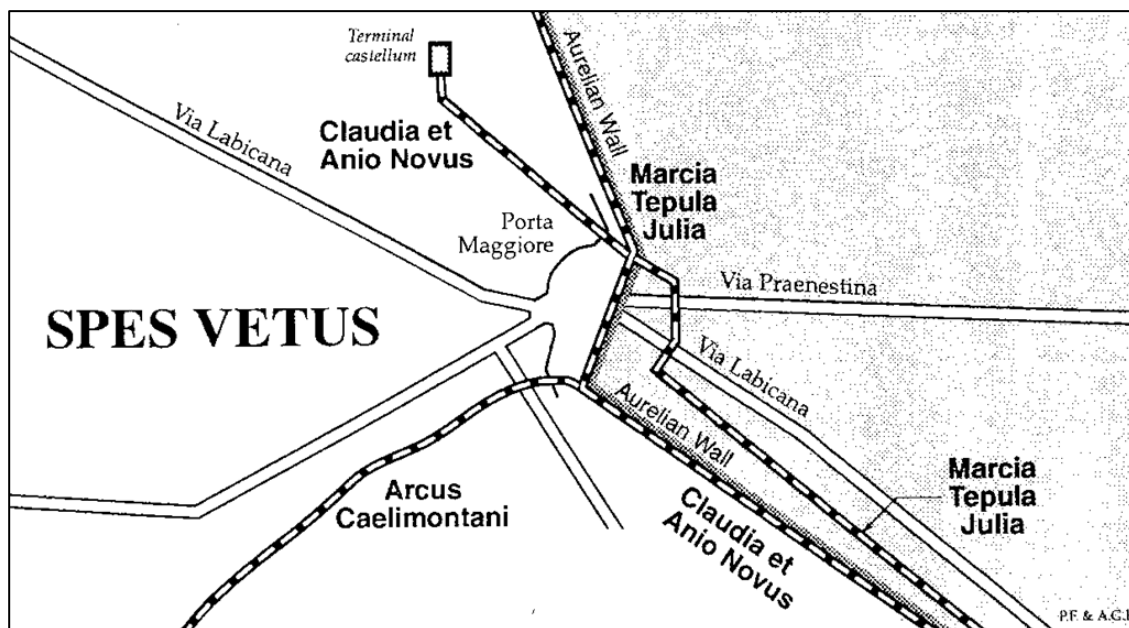 Terminal
castellum
Aurelian Wall
Via Labicana
Claudia et
Anio Novus
Marcia
Tepula
Julia
Porta
Maggiore
Via Praenestina
SPES VETUS
Via Labicana
Aurelian Wall
Marcia
Tepula
Julia
Arcus
Caelimontani
Claudia et
Anio Novus